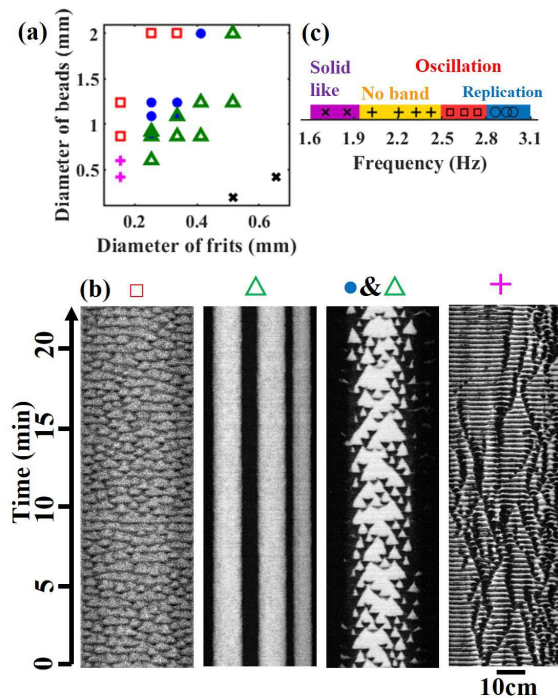 (a)
Diameter of beads (mm)
2
1.5
1
0.5
0.2 0.4 0.6
Diameter of frits (mm)
(c)
Solid
like
No band
Oscillation
Replication
1.6 1.9 2.2 2.5 2.8 3.1
Frequency (Hz)
(b)
&
Time (min)
20
15
10
5
0
10cm